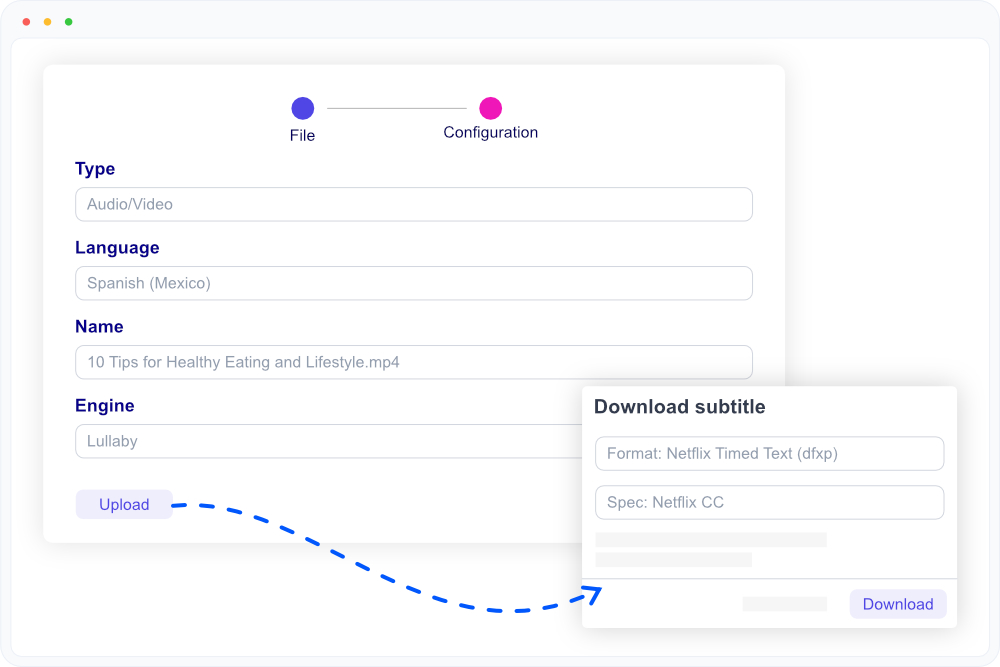 File
Configuration
Type
Audio/Video
Language
Spanish (Mexico)
Name
10 Tips for Healthy Eating and Lifestyle.mp4
Engine
Lullaby
Upload
Download subtitle
Format: Netflix Timed Text (dfxp)
Spec: Netflix CC
Download